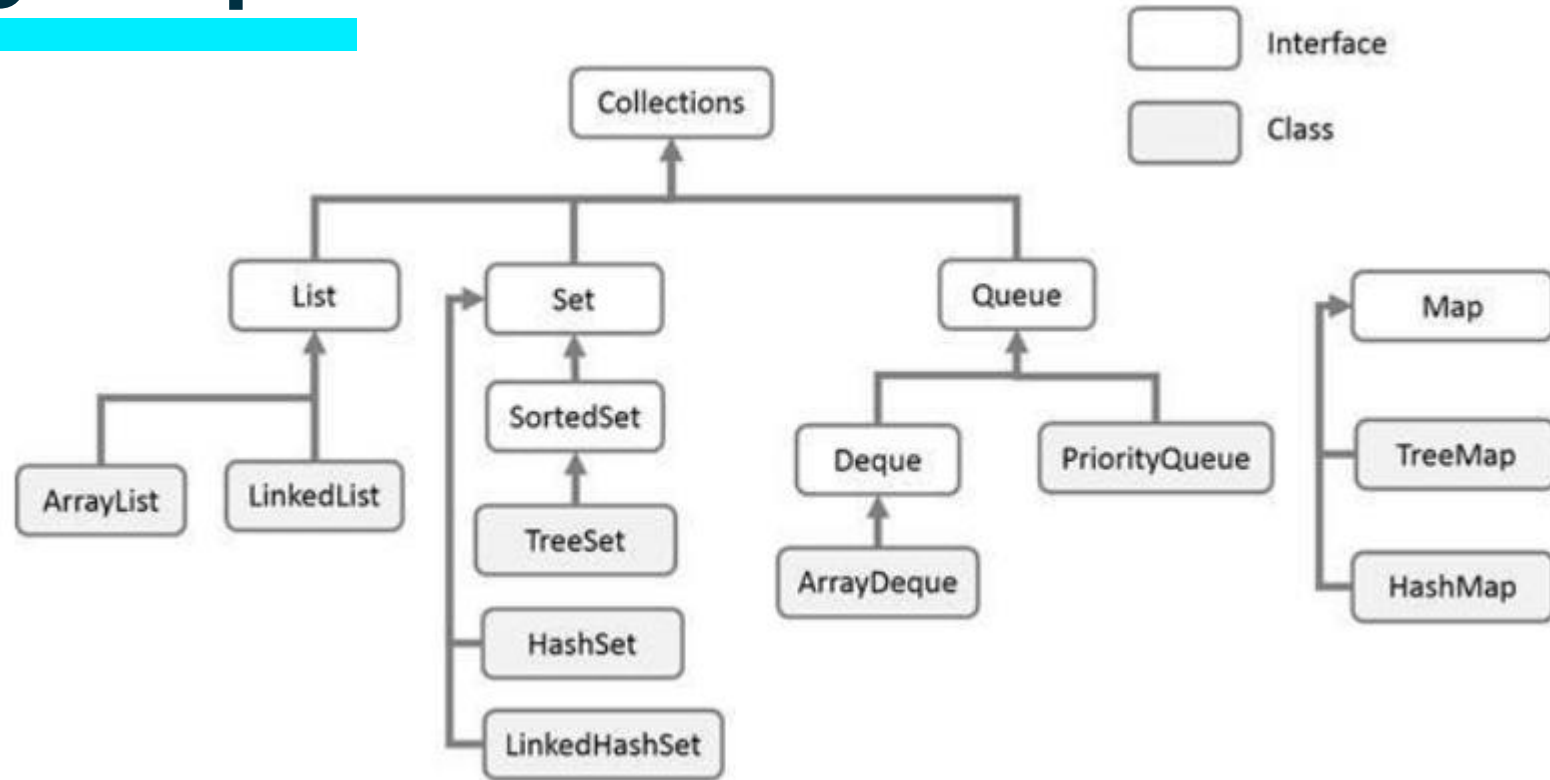 Interface
Collections
Class
List
Set
Queue
Map
SortedSet
Deque
PriorityQueue
TreeMap
ArrayList
LinkedList
TreeSet
ArrayDeque
HashMap
HashSet
LinkedHashSet